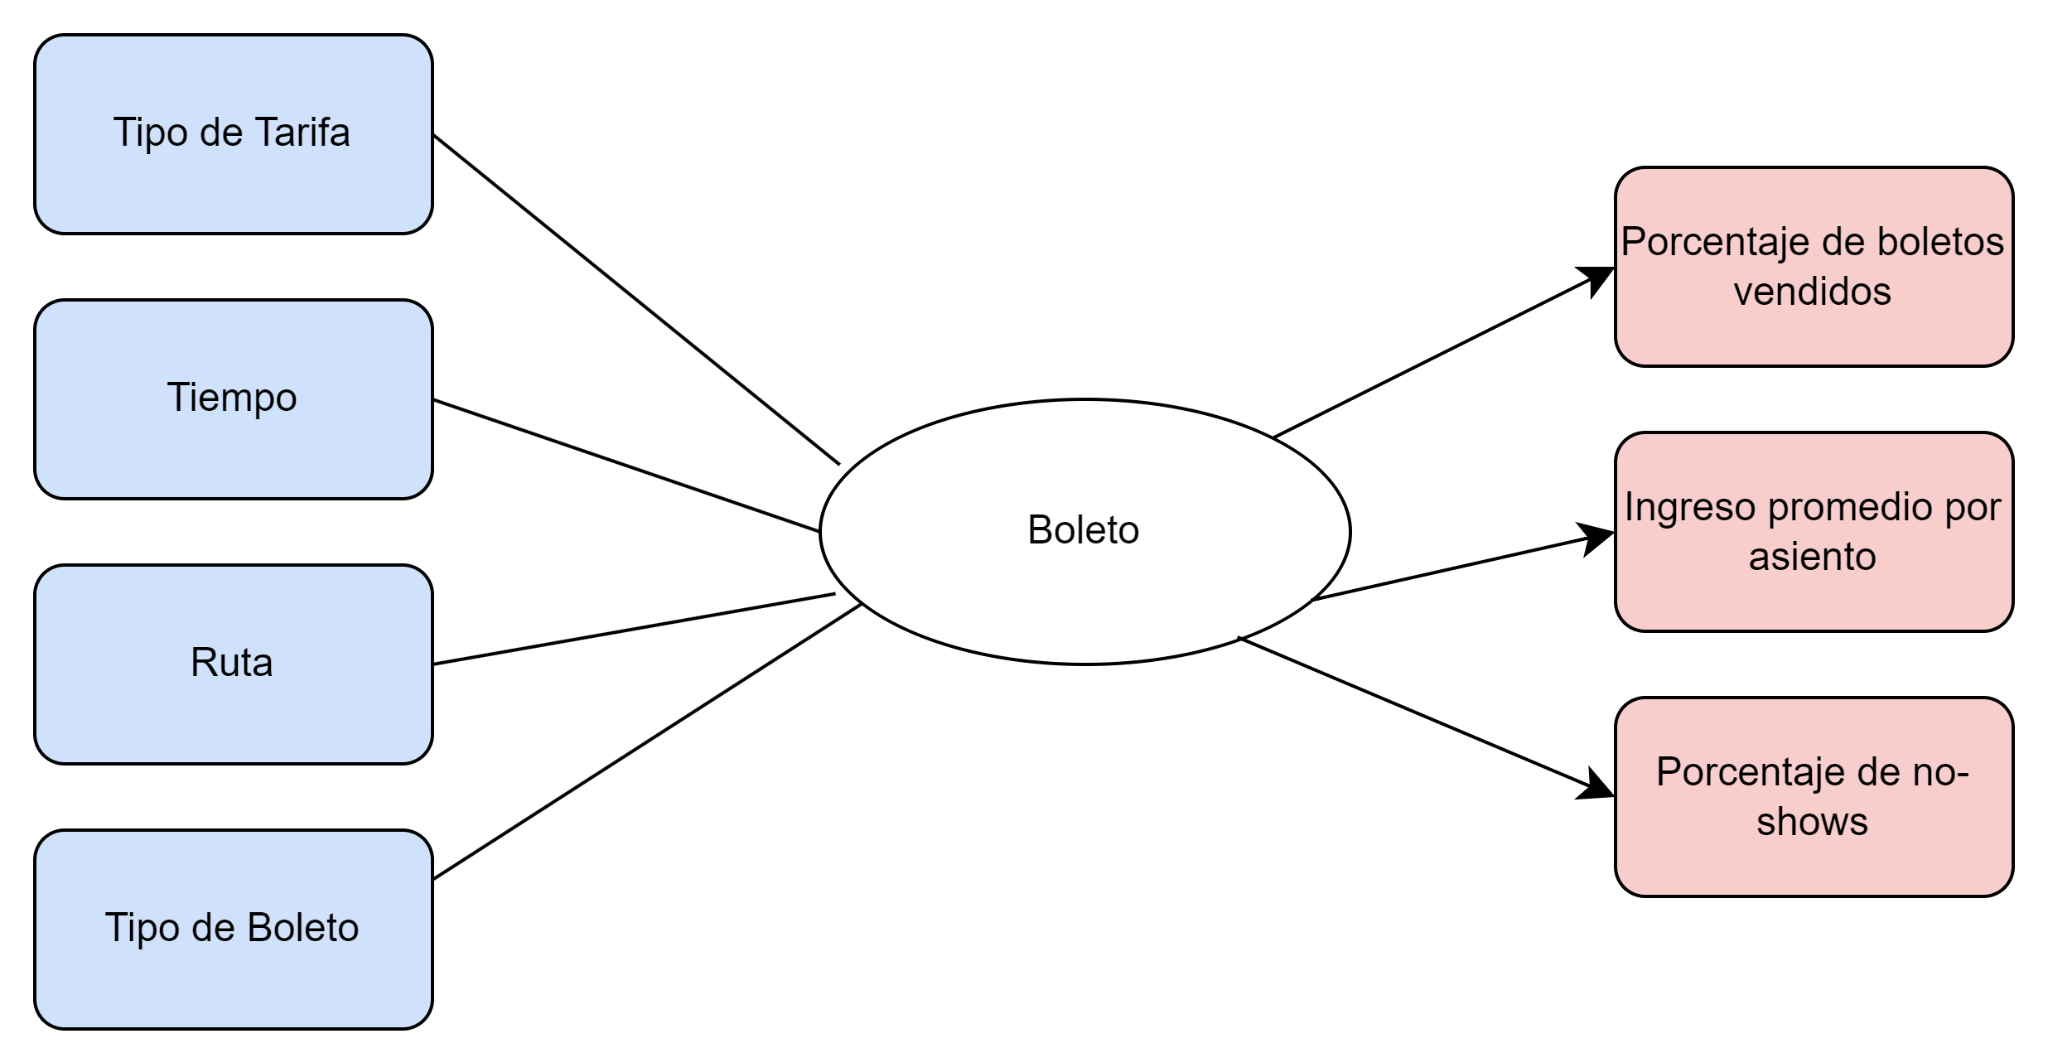 Tipo de Tarifa
Tiempo
Ruta
Tipo de Boleto
Boleto
Porcentaje de boletos
vendidos
Ingreso promedio por
asiento
Porcentaje de no-
shows